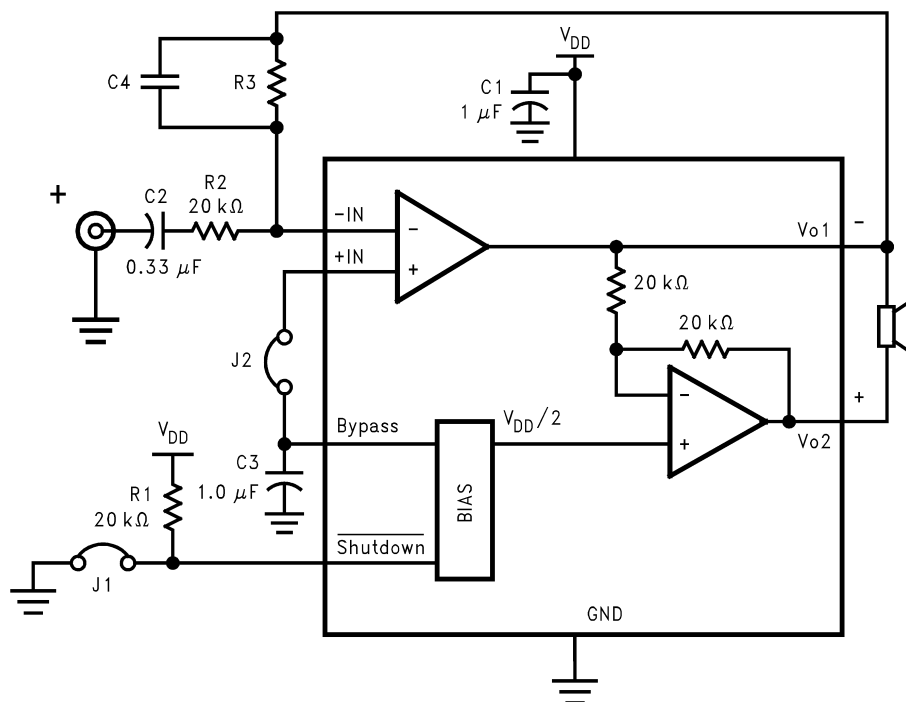 V_DD
C4
R3
C1
1 μF
+
C2
0.33 μF
R2
20 kΩ
-IN
+IN
-
+
Vo1
-
20 kΩ
20 kΩ
J2
-
+
+
Vo2
Bypass
V_DD/2
C3
1.0 μF
BIAS
V_DD
R1
20 kΩ
Shutdown
J1
GND